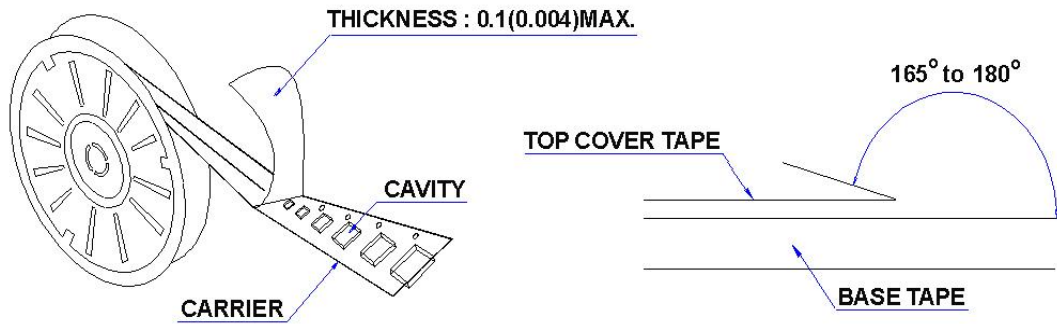 THICKNESS : 0.1(0.004)MAX.
CAVITY
CARRIER
165° to 180°
TOP COVER TAPE
BASE TAPE